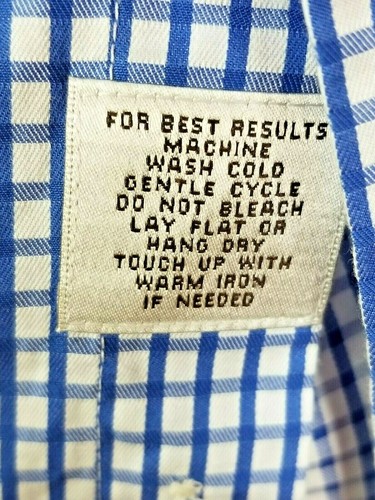 FOR BEST RESULTS
MACHINE
WASH COLD
GENTLE CYCLE
DO NOT BLEACH
LAY FLAT OR
HANG DRY
TOUCH UP WITH
WARM IRON
IF NEEDED